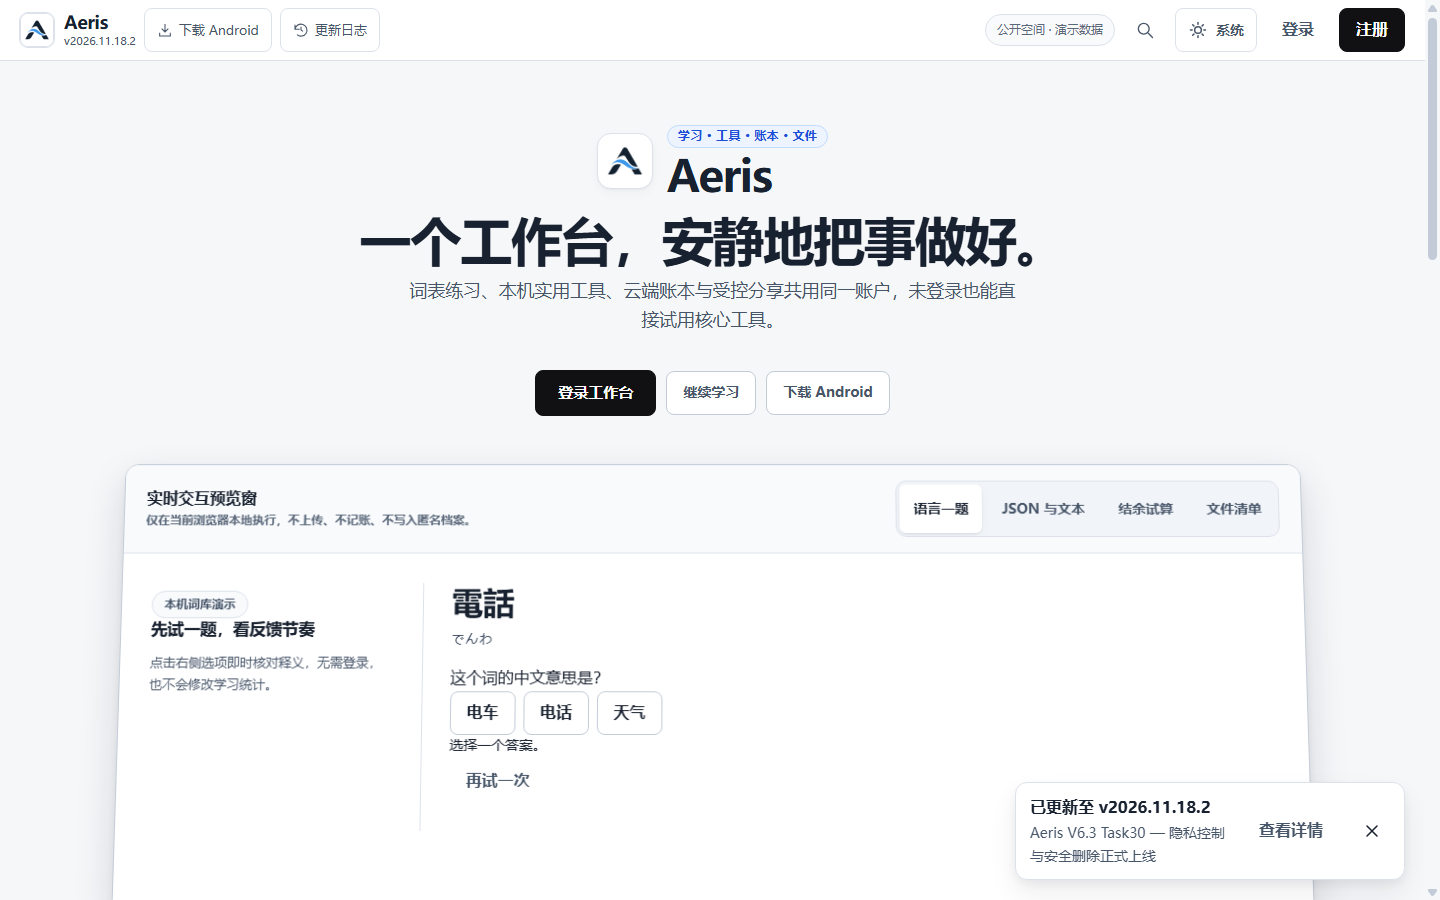 Aeris
v2026.11.18.2
下载 Android
更新日志
公开空间 · 演示数据
系统
登录
注册
学习 • 工具 • 账本 • 文件
Aeris
一个工作台，安静地把事做好。
词表练习、本机实用工具、云端账本与受控分享共用同一账户，未登录也能直
接试用核心工具。
登录工作台
继续学习
下载 Android
实时交互预览窗
仅在当前浏览器本地执行，不上传、不记账、不写入匿名档案。
语言一题
JSON 与文本
结余试算
文件清单
本机词库演示
先试一题，看反馈节奏
点击右侧选项即时核对释义，无需登录，
也不会修改学习统计。
電話
でんわ
这个词的中文意思是？
电车
电话
天气
选择一个答案。
再试一次
已更新至 v2026.11.18.2
Aeris V6.3 Task30 — 隐私控制
与安全删除正式上线
查看详情